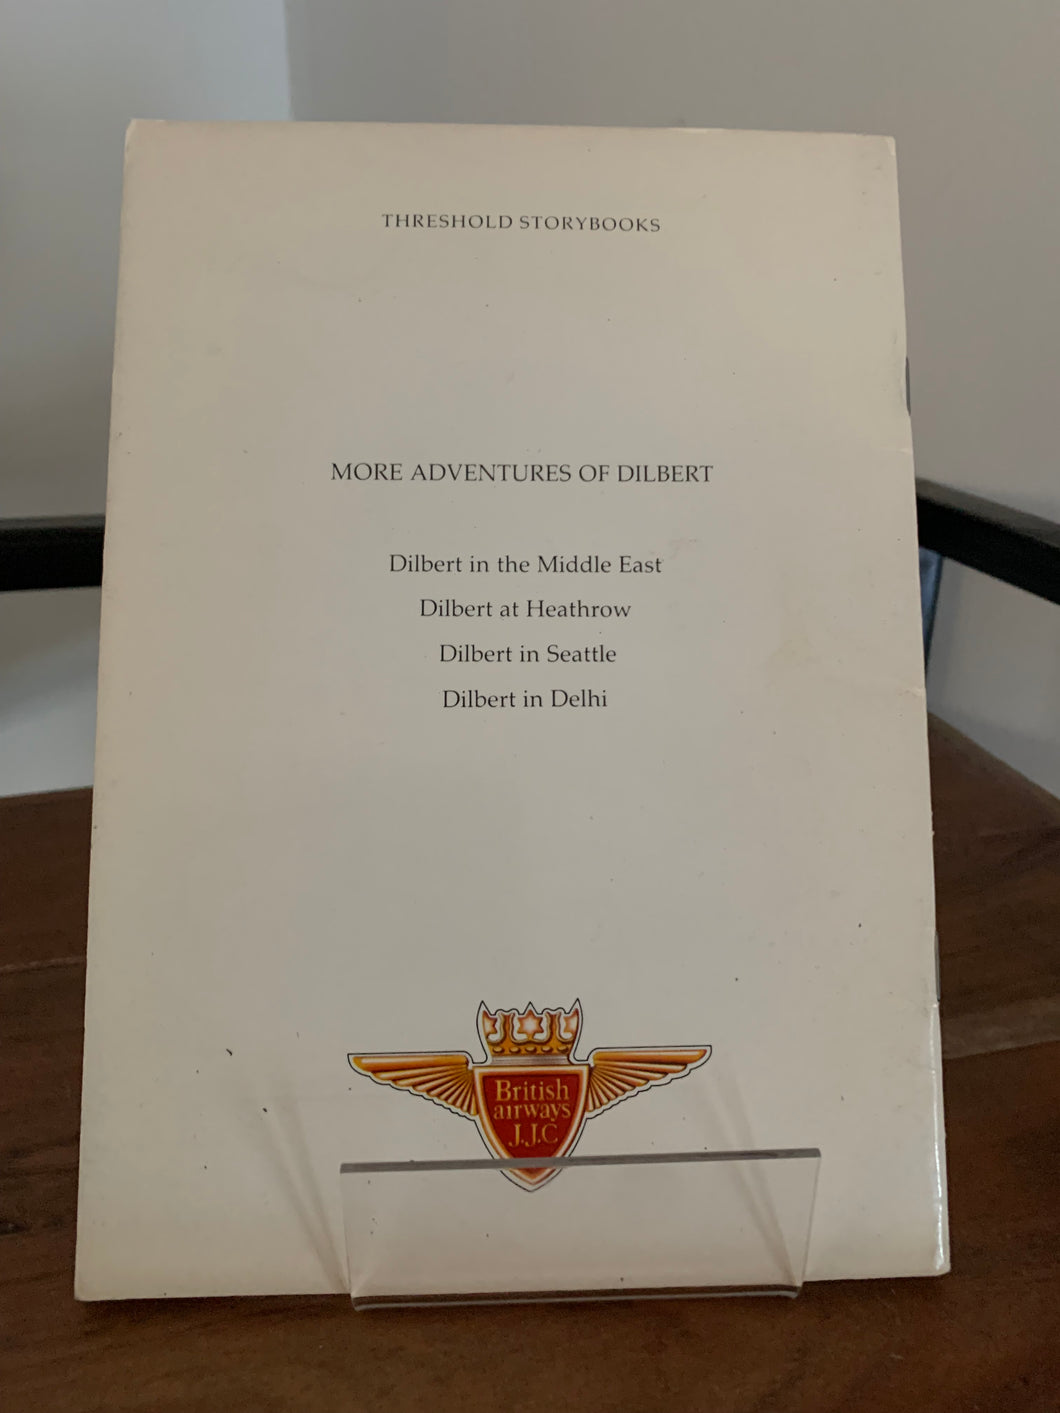 THRESHOLD STORYBOOKS
MORE ADVENTURES OF DILBERT
Dilbert in the Middle East
Dilbert at Heathrow
Dilbert in Seattle
Dilbert in Delhi
British
airways
J.J.C